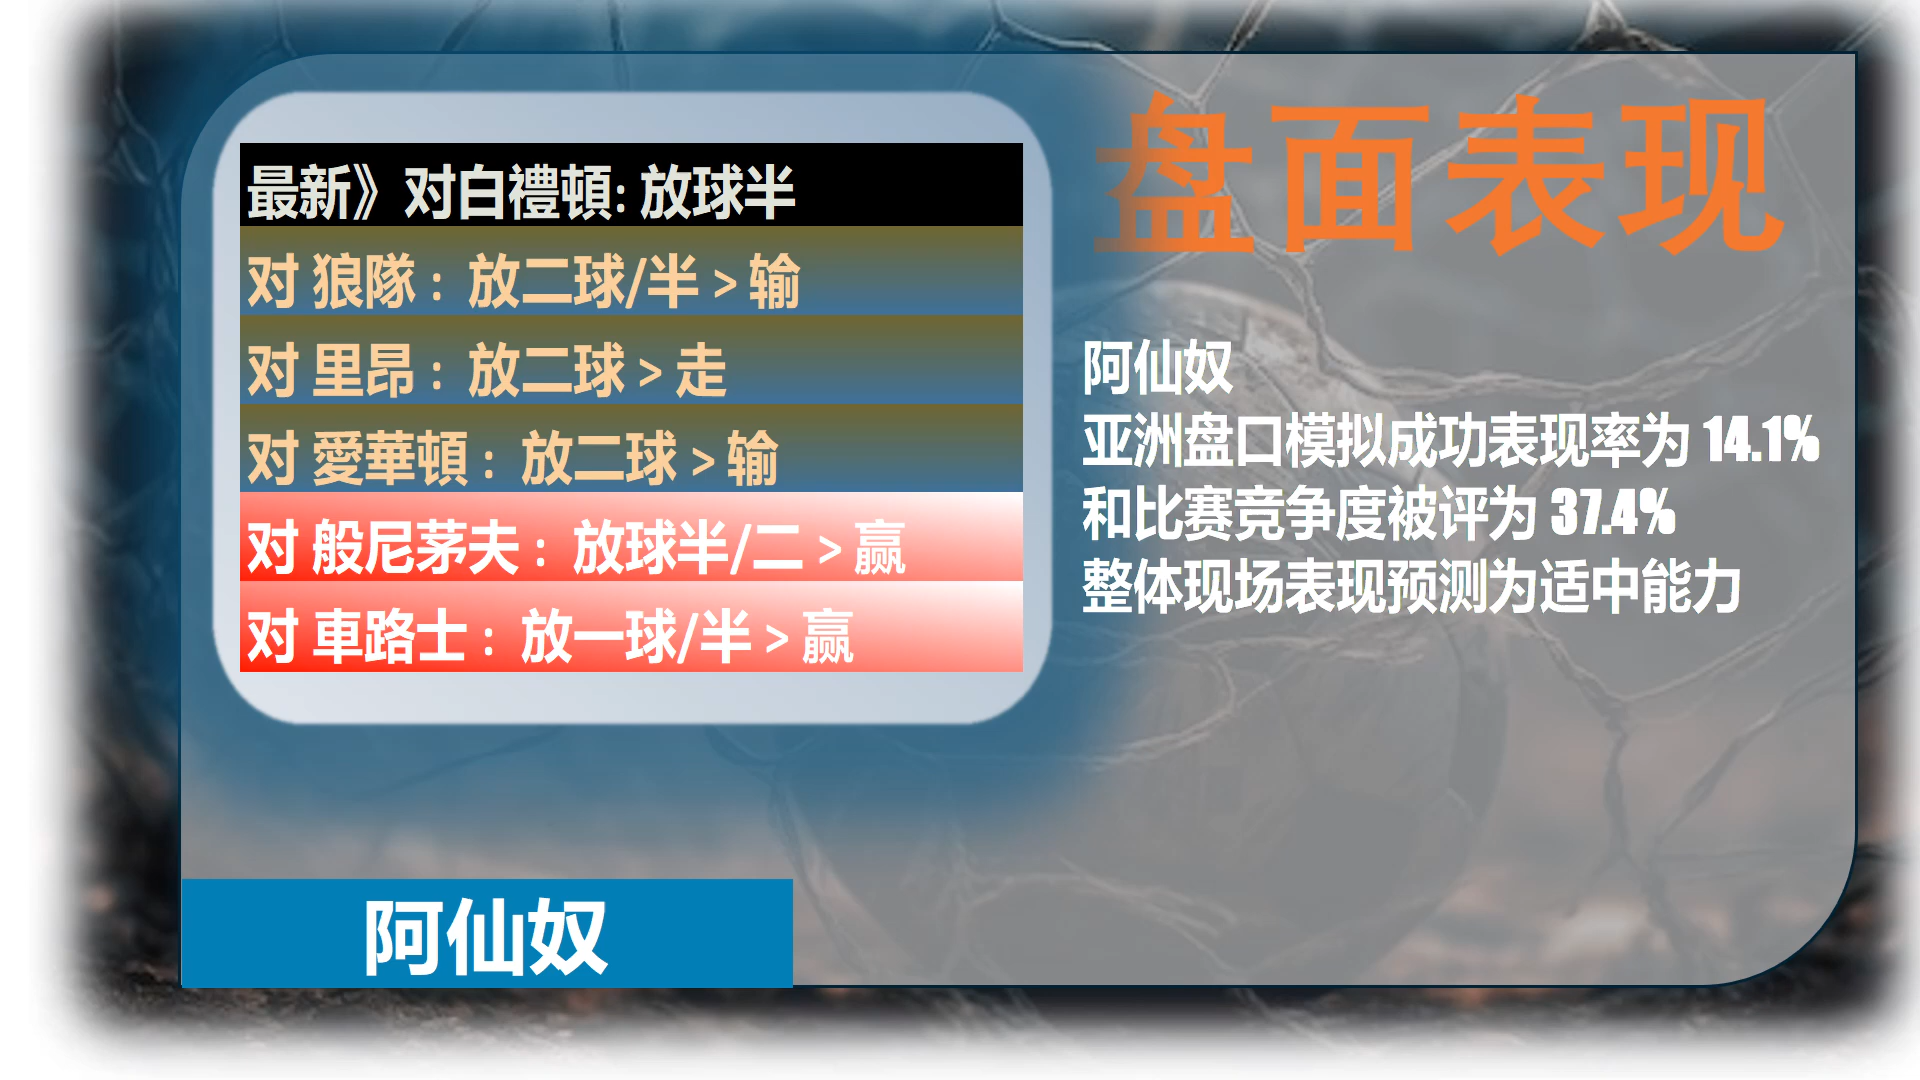 盘面表现
最新》对白禮頓: 放球半
对 狼隊 : 放二球/半 > 输
对 里昂 : 放二球 > 走
对 愛華頓 : 放二球 > 输
对 般尼茅夫 : 放球半/二 > 赢
对 車路士 : 放一球/半 > 赢
阿仙奴
亚洲盘口模拟成功表现率为 14.1%
和比赛竞争度被评为 37.4%
整体现场表现预测为适中能力
阿仙奴